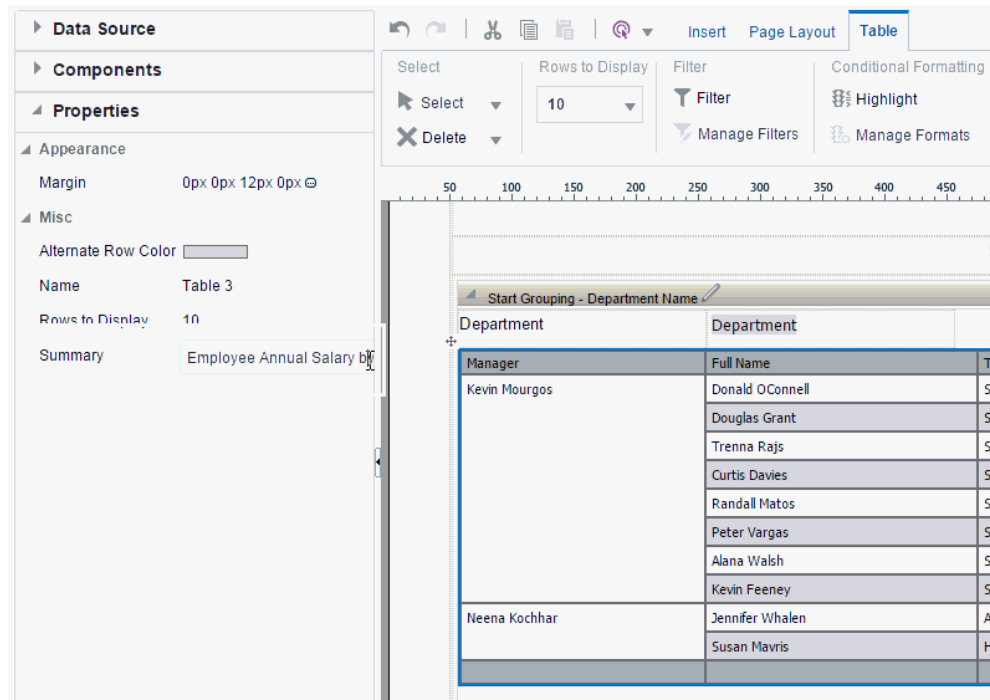 Data Source
Components
Properties
Appearance
Margin 0px 0px 12px 0px
Misc
Alternate Row Color
Name Table 3
Rows to Display 10
Summary Employee Annual Salary by
Insert Page Layout Table
Select Rows to Display Filter Conditional Formatting
Select 10 Filter Highlight
Delete Manage Filters Manage Formats
50 100 150 200 250 300 350 400 450
Start Grouping - Department Name
Department Department
Manager Full Name T
Kevin Mourgos Donald OConnell S
Douglas Grant S
Trenna Rajs S
Curtis Davies S
Randall Matos S
Peter Vargas S
Alana Walsh S
Kevin Feeney S
Neena Kochhar Jennifer Whalen A
Susan Mavris H